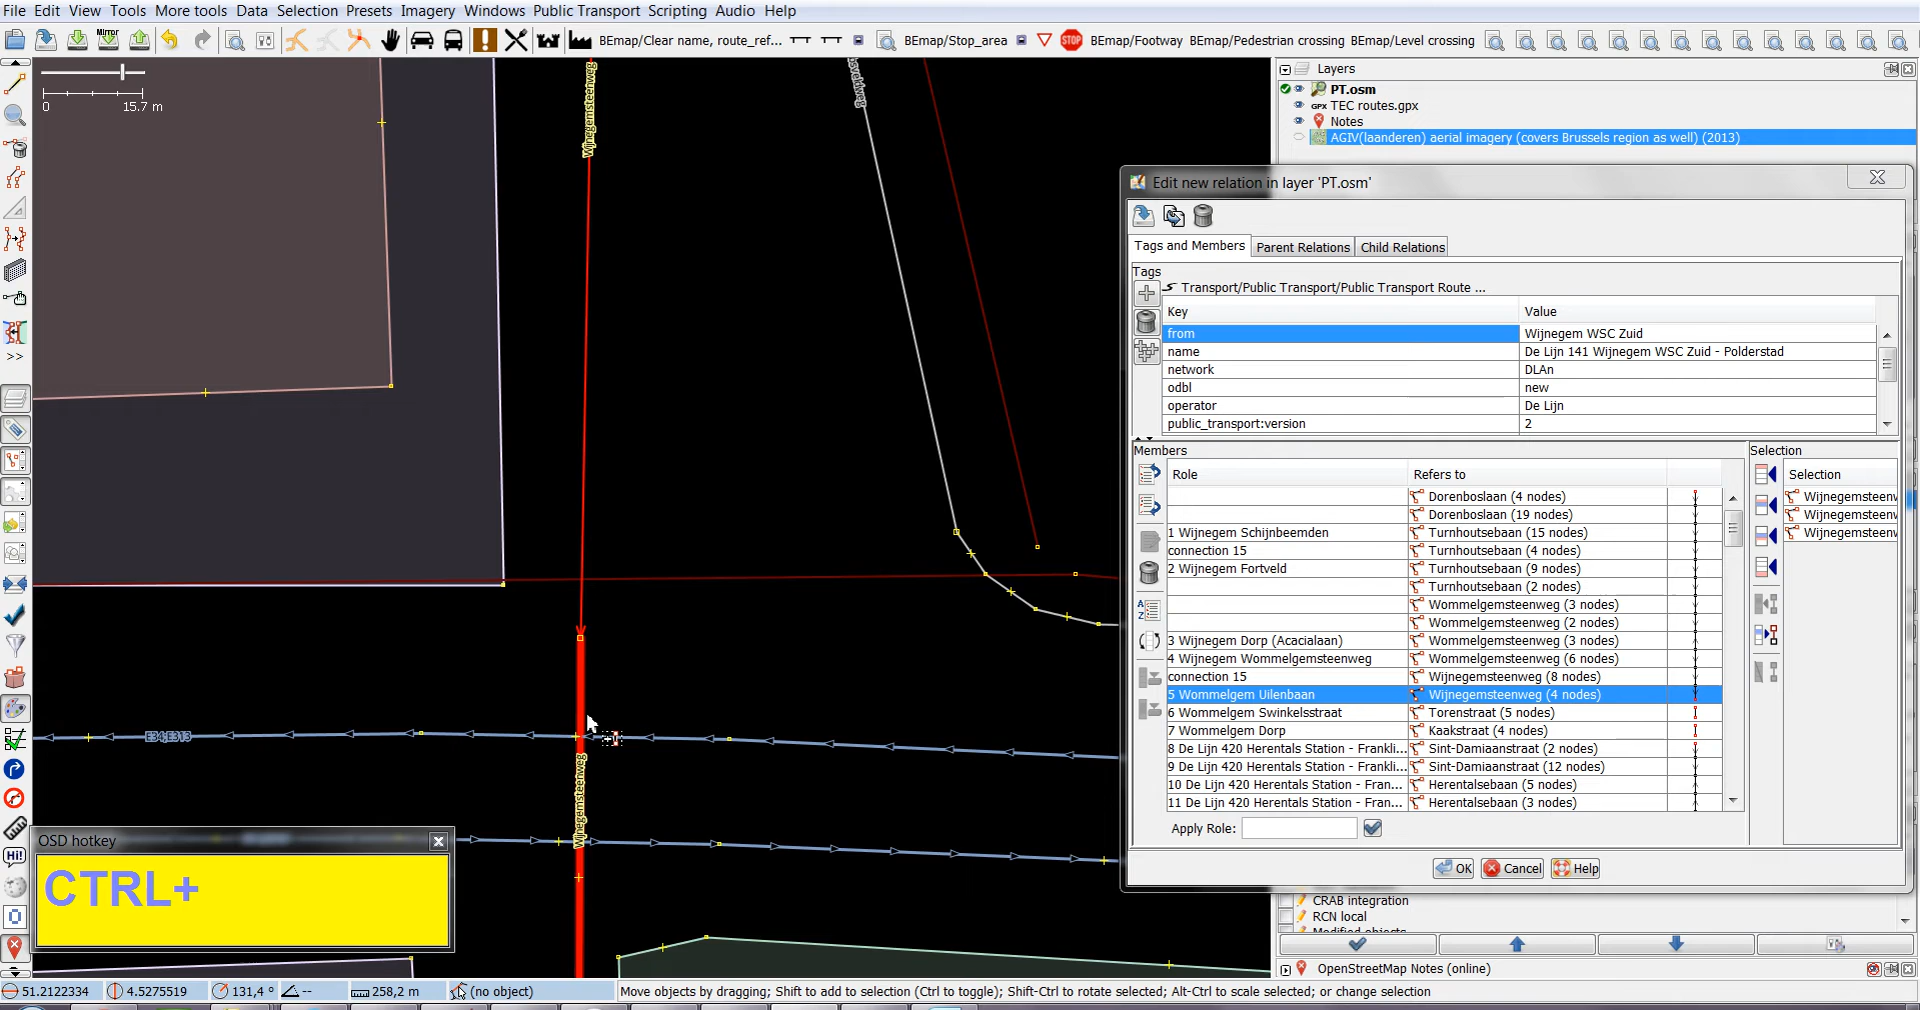 File Edit View Tools More tools Data Selection Presets Imagery Windows Public Transport Scripting Audio Help
Mirror
BEmap/Clear name, route_ref... BEmap/Stop_area STOP BEmap/Footway BEmap/Pedestrian crossing BEmap/Level crossing
0 15.7 m
Wijnegemsteenweg
Layers
PT.osm
GPX TEC routes.gpx
Notes
AGIV(laanderen) aerial imagery (covers Brussels region as well) (2013)
Edit new relation in layer 'PT.osm'
Tags and Members Parent Relations Child Relations
Tags
Transport/Public Transport/Public Transport Route ...
Key Value
from Wijnegem WSC Zuid
name De Lijn 141 Wijnegem WSC Zuid - Polderstad
network DLAn
odbl new
operator De Lijn
public_transport:version 2
Members Selection
Role Refers to Selection
Dorenboslaan (4 nodes) Wijnegemsteenw
Dorenboslaan (19 nodes) Wijnegemsteenw
1 Wijnegem Schijnbeemden Turnhoutsebaan (15 nodes) Wijnegemsteenw
connection 15 Turnhoutsebaan (4 nodes)
2 Wijnegem Fortveld Turnhoutsebaan (9 nodes)
Turnhoutsebaan (2 nodes)
Wommelgemsteenweg (3 nodes)
Wommelgemsteenweg (2 nodes)
3 Wijnegem Dorp (Acacialaan) Wommelgemsteenweg (3 nodes)
4 Wijnegem Wommelgemsteenweg Wommelgemsteenweg (6 nodes)
connection 15 Wijnegemsteenweg (8 nodes)
5 Wommelgem Uilenbaan Wijnegemsteenweg (4 nodes)
6 Wommelgem Swinkelsstraat Torenstraat (5 nodes)
7 Wommelgem Dorp Kaakstraat (4 nodes)
8 De Lijn 420 Herentals Station - Frankli... Sint-Damiaanstraat (2 nodes)
9 De Lijn 420 Herentals Station - Frankli... Sint-Damiaanstraat (12 nodes)
10 De Lijn 420 Herentals Station - Fran... Herentalsebaan (5 nodes)
11 De Lijn 420 Herentals Station - Fran... Herentalsebaan (3 nodes)
Apply Role:
OK Cancel Help
>>
E34;E313
Wijnegemsteenweg
OSD hotkey
CTRL+
Hi!
CRAB integration
RCN local
Modified objects
OpenStreetMap Notes (online)
51.2122334 4.5275519 131,4 ° -- 258,2 m (no object) Move objects by dragging; Shift to add to selection (Ctrl to toggle); Shift-Ctrl to rotate selected; Alt-Ctrl to scale selected; or change selection